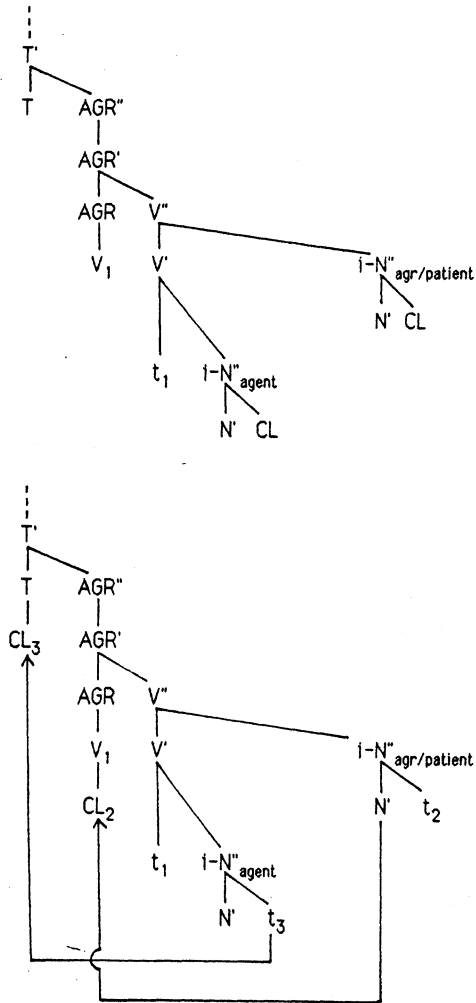 T'
T AGR"
AGR'
AGR V"
V₁ V' i-N"agr/patient
N' CL
t₁ i-N"agent
N' CL
T'
T AGR"
CL₃ AGR'
AGR V"
V₁ V' i-N"agr/patient
CL₂ N' t₂
t₁ i-N"agent
N' t₃